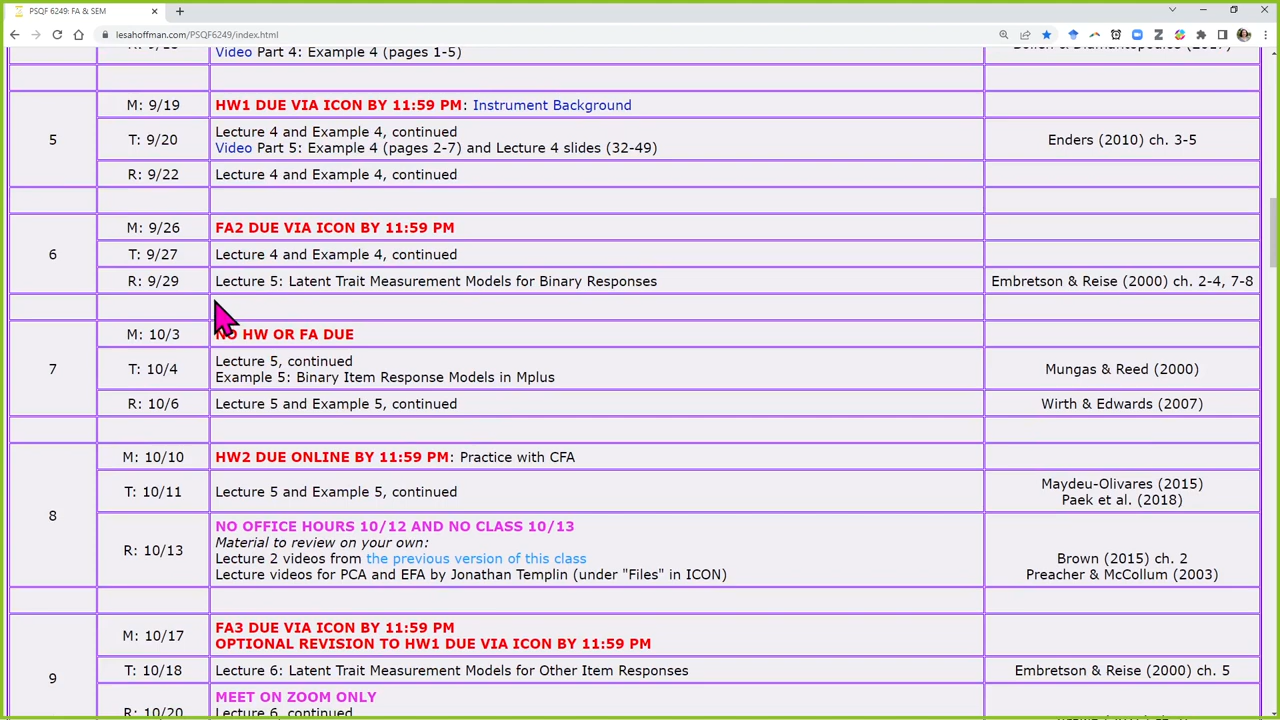 PSQF 6249: FA & SEM
lesahoffman.com/PSQF6249/index.html
Video Part 4: Example 4 (pages 1-5)
5
M: 9/19
HW1 DUE VIA ICON BY 11:59 PM: Instrument Background
T: 9/20
Lecture 4 and Example 4, continued
Video Part 5: Example 4 (pages 2-7) and Lecture 4 slides (32-49)
Enders (2010) ch. 3-5
R: 9/22
Lecture 4 and Example 4, continued
6
M: 9/26
FA2 DUE VIA ICON BY 11:59 PM
T: 9/27
Lecture 4 and Example 4, continued
R: 9/29
Lecture 5: Latent Trait Measurement Models for Binary Responses
Embretson & Reise (2000) ch. 2-4, 7-8
7
M: 10/3
NO HW OR FA DUE
T: 10/4
Lecture 5, continued
Example 5: Binary Item Response Models in Mplus
Mungas & Reed (2000)
R: 10/6
Lecture 5 and Example 5, continued
Wirth & Edwards (2007)
8
M: 10/10
HW2 DUE ONLINE BY 11:59 PM: Practice with CFA
T: 10/11
Lecture 5 and Example 5, continued
Maydeu-Olivares (2015)
Paek et al. (2018)
R: 10/13
NO OFFICE HOURS 10/12 AND NO CLASS 10/13
Material to review on your own:
Lecture 2 videos from the previous version of this class
Lecture videos for PCA and EFA by Jonathan Templin (under "Files" in ICON)
Brown (2015) ch. 2
Preacher & McCollum (2003)
9
M: 10/17
FA3 DUE VIA ICON BY 11:59 PM
OPTIONAL REVISION TO HW1 DUE VIA ICON BY 11:59 PM
T: 10/18
Lecture 6: Latent Trait Measurement Models for Other Item Responses
Embretson & Reise (2000) ch. 5
R: 10/20
MEET ON ZOOM ONLY
Lecture 6, continued